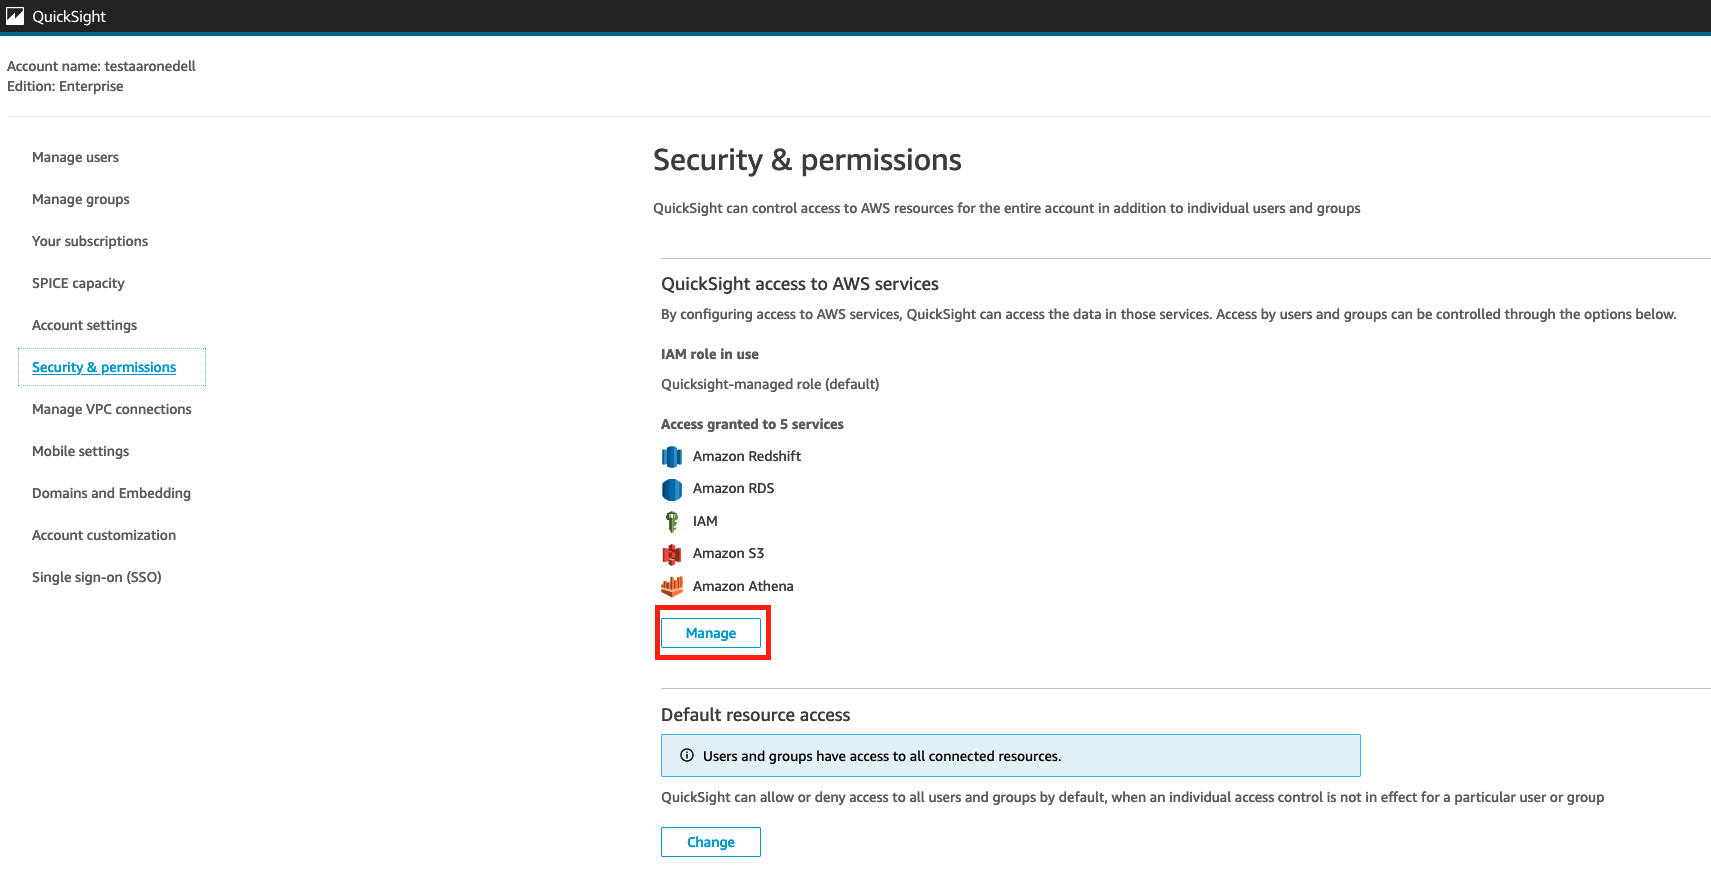 QuickSight
Account name: testaaronedell
Edition: Enterprise
Manage users
Manage groups
Your subscriptions
SPICE capacity
Account settings
Security & permissions
Manage VPC connections
Mobile settings
Domains and Embedding
Account customization
Single sign-on (SSO)
Security & permissions
QuickSight can control access to AWS resources for the entire account in addition to individual users and groups
QuickSight access to AWS services
By configuring access to AWS services, QuickSight can access the data in those services. Access by users and groups can be controlled through the options below.
IAM role in use
Quicksight-managed role (default)
Access granted to 5 services
Amazon Redshift
Amazon RDS
IAM
Amazon S3
Amazon Athena
Manage
Default resource access
Users and groups have access to all connected resources.
QuickSight can allow or deny access to all users and groups by default, when an individual access control is not in effect for a particular user or group
Change